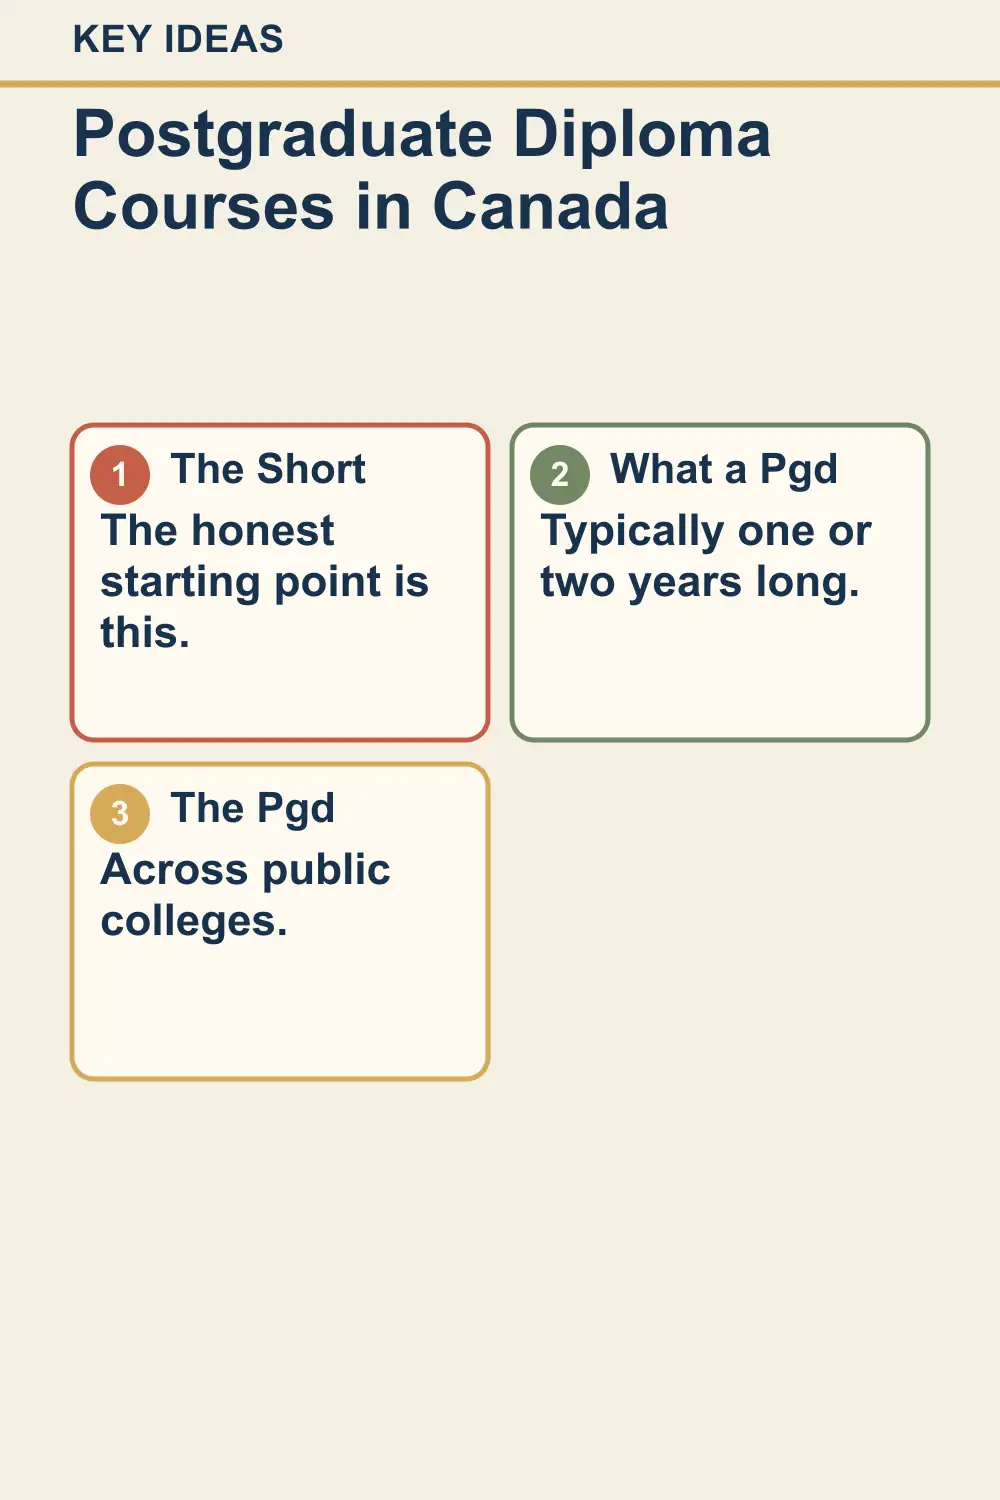 KEY IDEAS
Postgraduate Diploma
Courses in Canada
1 The Short
The honest
starting point is
this.
2 What a Pgd
Typically one or
two years long.
3 The Pgd
Across public
colleges.